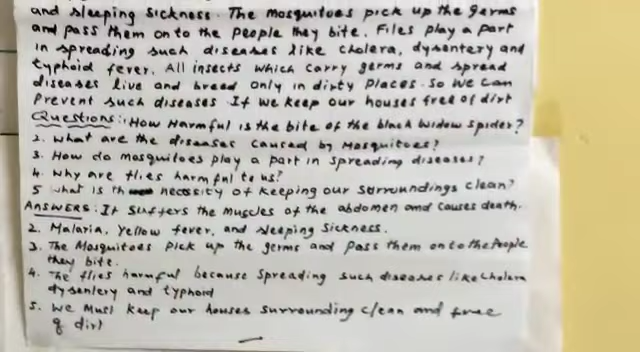 and sleeping sickness. The mosquitoes pick up the germs
and pass them on to the people they bite. Files play a part
in spreading such diseases like cholera, dysentery and
typhoid fever. All insects which carry germs and spread
diseases live and breed only in dirty places. So we can
prevent such diseases If we keep our houses free of dirt
Questions: 1. How Harmful is the bite of the black widow spider?
2. What are the diseases caused by Mosquitoes?
3. How do mosquitoes play a part in spreading diseases?
4. Why are flies harmful to us?
5 What is the necssity of keeping our surroundings clean?
Answers: It Suffers the Muscles of the abdomen and causes death.
2. Malaria, Yellow fever, and sleeping Sickness.
3. The Mosquitoes pick up the germs and pass them on to the People
they bite.
4. The flies harmful because Spreading such diseases like cholera
dysentery and typhoid
5. We Must keep our houses surrounding clean and free
of dirt